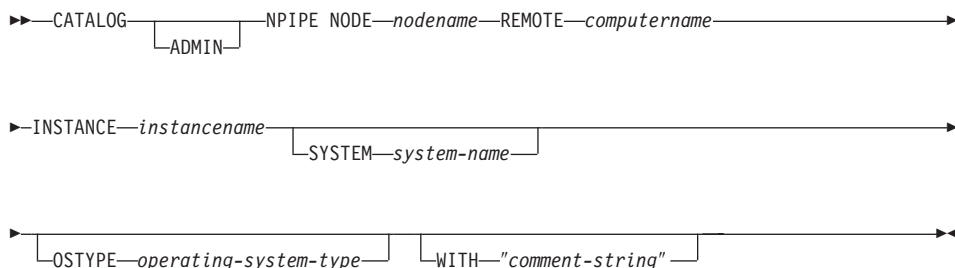 CATALOG NPIPE NODE nodename REMOTE computername
ADMIN
INSTANCE instancename
SYSTEM system-name
OSTYPE operating-system-type WITH "comment-string"